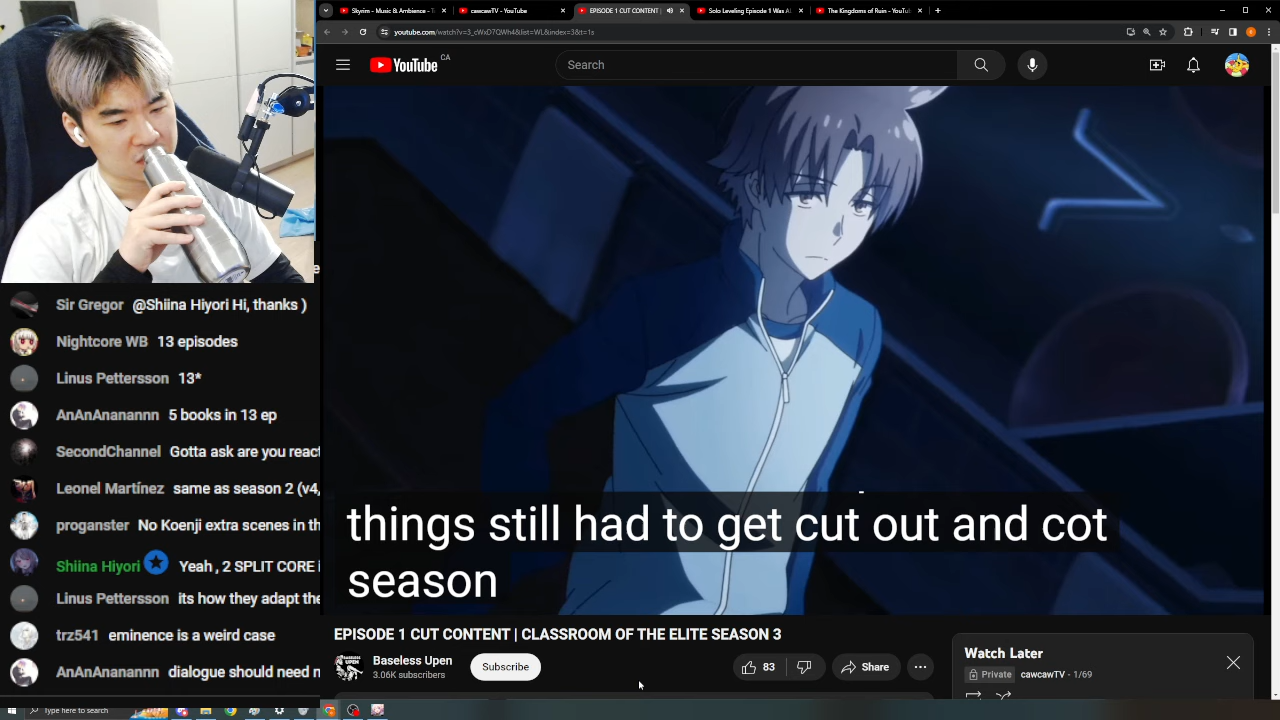 Skyrim - Music & Ambience - T
cawcawTV - YouTube
EPISODE 1 CUT CONTENT |
Solo Leveling Episode 1 Was A
The Kingdoms of Ruin - YouTu
youtube.com/watch?v=3_cWxD7QWh4&list=WL&index=3&t=1s
YouTube CA
Search
Sir Gregor @Shiina Hiyori Hi, thanks )
Nightcore WB 13 episodes
Linus Pettersson 13*
AnAnAnanannn 5 books in 13 ep
SecondChannel Gotta ask are you react
Leonel Martínez same as season 2 (v4,
proganster No Koenji extra scenes in th
Shiina Hiyori Yeah , 2 SPLIT CORE i
Linus Pettersson its how they adapt the
trz541 eminence is a weird case
AnAnAnanannn dialogue should need n
things still had to get cut out and cot
season
EPISODE 1 CUT CONTENT | CLASSROOM OF THE ELITE SEASON 3
BASELESS UPEN
Baseless Upen
3.06K subscribers
Subscribe
83
Share
Watch Later
Private cawcawTV - 1/69
Type here to search